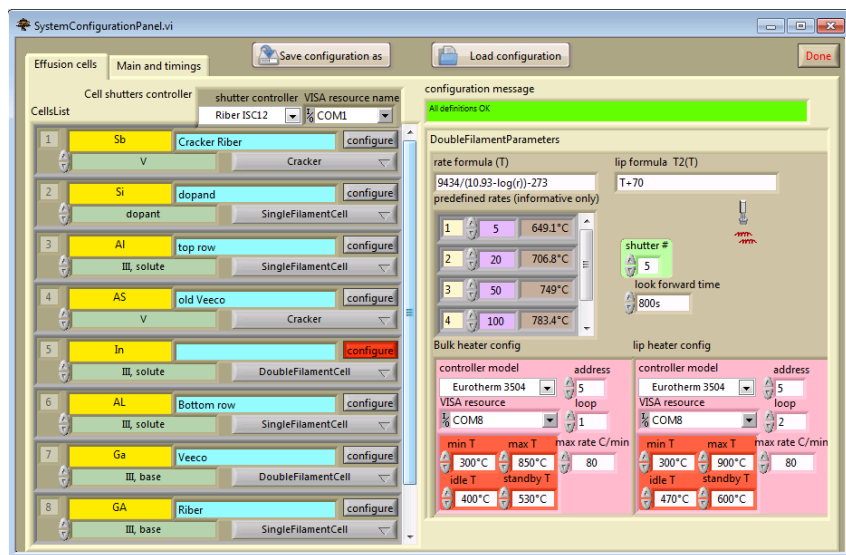 SystemConfigurationPanel.vi
Effusion cells Main and timings Save configuration as Load configuration Done
Cell shutters controller shutter controller VISA resource name
CellsList Riber ISC12 COM1
configuration message
All definitions OK
1 Sb Cracker Riber configure
V Cracker
2 Si dopand configure
dopant SingleFilamentCell
3 Al top row configure
III, solute SingleFilamentCell
4 AS old Veeco configure
V Cracker
5 In configure
III, solute DoubleFilamentCell
6 AL Bottom row configure
III, solute SingleFilamentCell
7 Ga Veeco configure
III, base DoubleFilamentCell
8 GA Riber configure
III, base SingleFilamentCell
DoubleFilamentParameters
rate formula (T) lip formula T2(T)
9434/(10.93-log(r))-273 T+70
predefined rates (informative only)
1 5 649.1°C
2 20 706.8°C
3 50 749°C
4 100 783.4°C
shutter #
5
look forward time
800s
Bulk heater config lip heater config
controller model address controller model address
Eurotherm 3504 5 Eurotherm 3504 5
VISA resource loop VISA resource loop
COM8 1 COM8 2
min T max T max rate C/min min T max T max rate C/min
300°C 850°C 80 300°C 900°C 80
idle T standby T idle T standby T
400°C 530°C 470°C 600°C